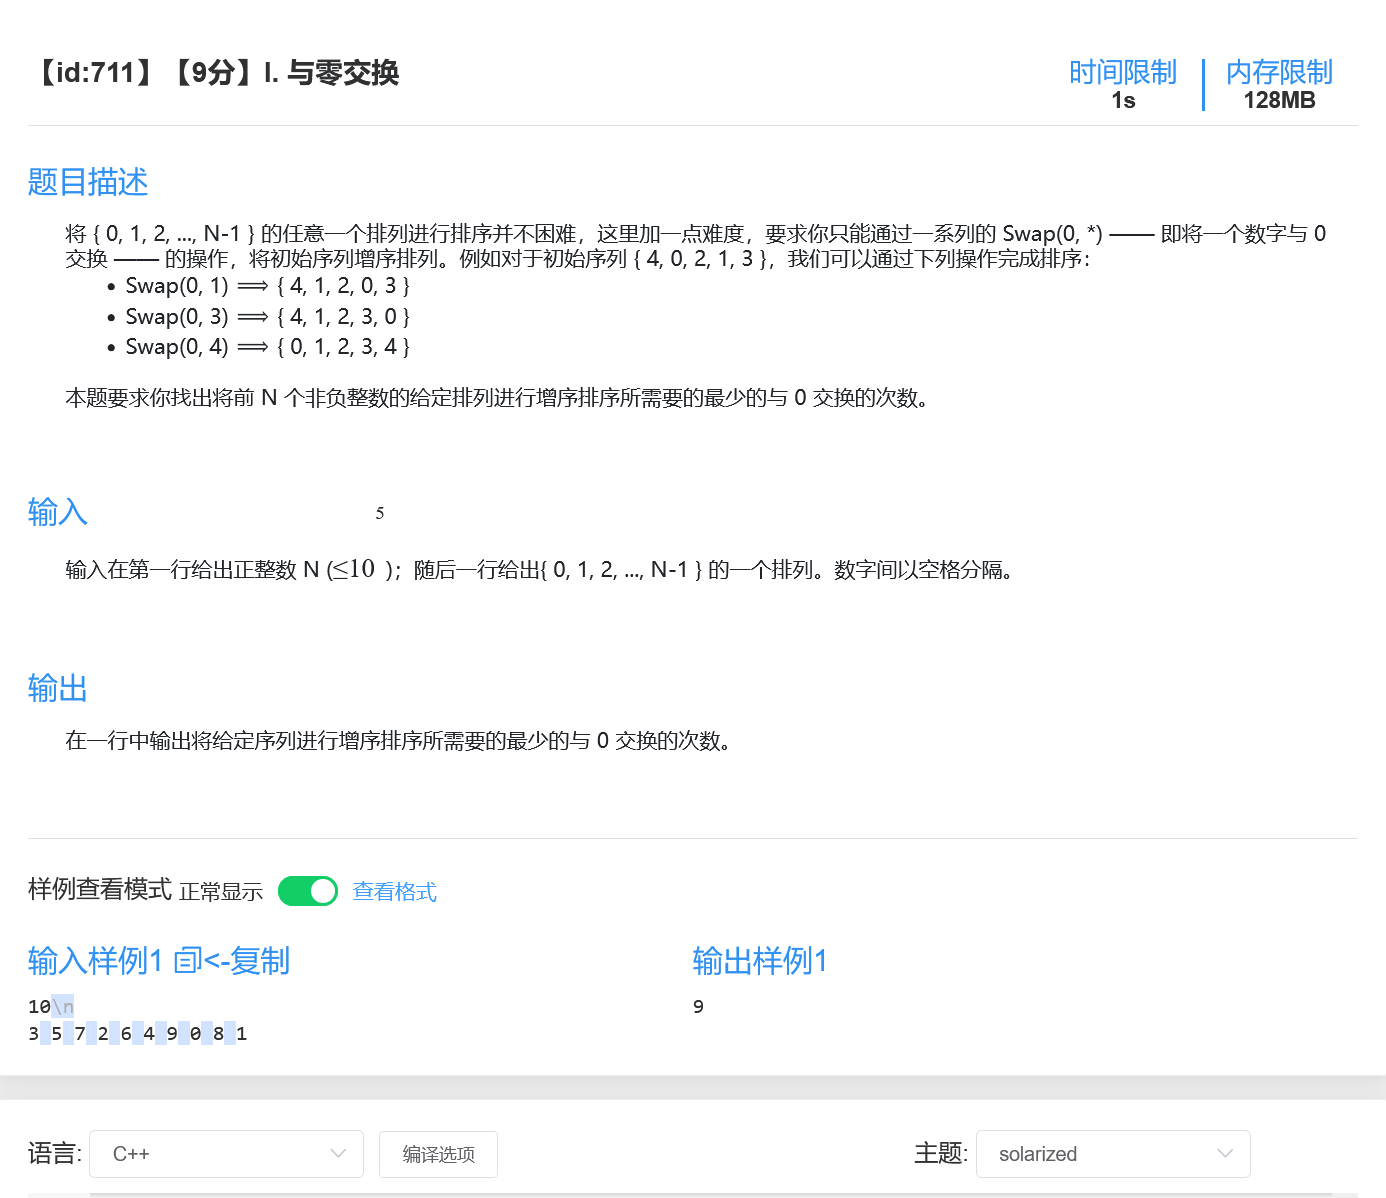 【id:711】【9分】I. 与零交换
时间限制
1s
内存限制
128MB
题目描述
将 { 0, 1, 2, ..., N-1 } 的任意一个排列进行排序并不困难，这里加一点难度，要求你只能通过一系列的 Swap(0, *) —— 即将一个数字与 0
交换 —— 的操作，将初始序列增序排列。例如对于初始序列 { 4, 0, 2, 1, 3 }，我们可以通过下列操作完成排序：
• Swap(0, 1) ⟹ { 4, 1, 2, 0, 3 }
• Swap(0, 3) ⟹ { 4, 1, 2, 3, 0 }
• Swap(0, 4) ⟹ { 0, 1, 2, 3, 4 }
本题要求你找出将前 N 个非负整数的给定排列进行增序排序所需要的最少的与 0 交换的次数。
输入
5
输入在第一行给出正整数 N (≤10 )；随后一行给出{ 0, 1, 2, ..., N-1 } 的一个排列。数字间以空格分隔。
输出
在一行中输出将给定序列进行增序排序所需要的最少的与 0 交换的次数。
样例查看模式 正常显示 查看格式
输入样例1 <-复制
10\n
3 5 7 2 6 4 9 0 8 1
输出样例1
9
语言: C++ 编译选项 主题: solarized